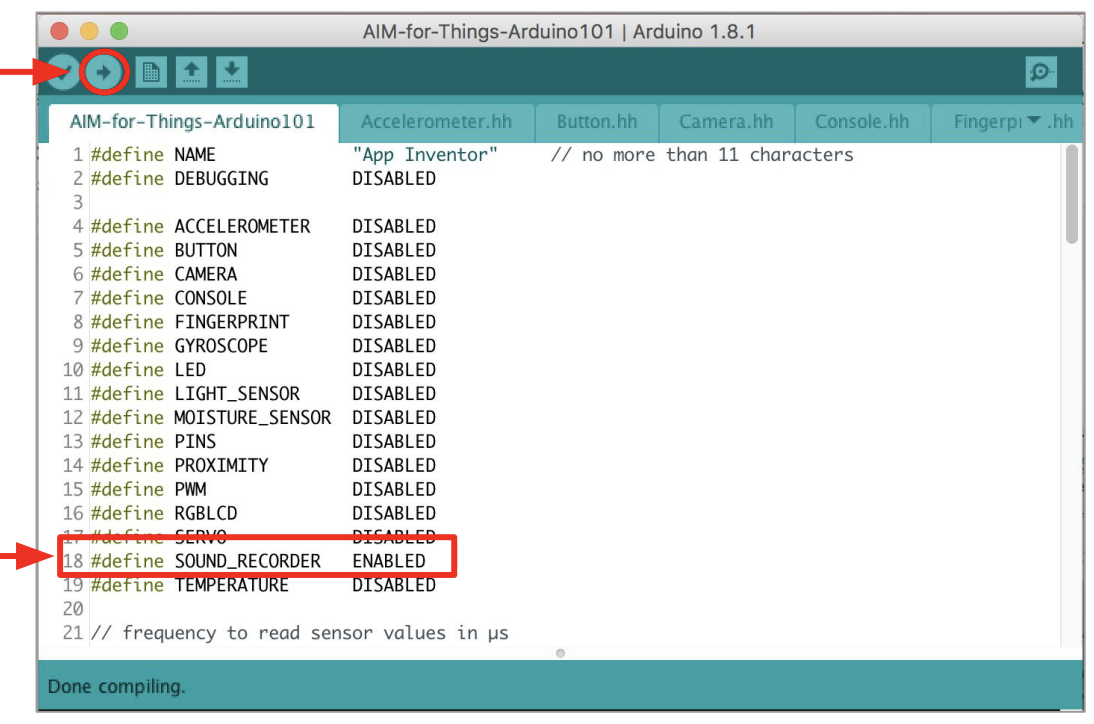 AIM-for-Things-Arduino101 | Arduino 1.8.1
AIM-for-Things-Arduino101 Accelerometer.hh Button.hh Camera.hh Console.hh Fingerpr .hh
1 #define NAME "App Inventor" // no more than 11 characters
2 #define DEBUGGING DISABLED
3
4 #define ACCELEROMETER DISABLED
5 #define BUTTON DISABLED
6 #define CAMERA DISABLED
7 #define CONSOLE DISABLED
8 #define FINGERPRINT DISABLED
9 #define GYROSCOPE DISABLED
10 #define LED DISABLED
11 #define LIGHT_SENSOR DISABLED
12 #define MOISTURE_SENSOR DISABLED
13 #define PINS DISABLED
14 #define PROXIMITY DISABLED
15 #define PWM DISABLED
16 #define RGBLCD DISABLED
17 #define SERVO DISABLED
18 #define SOUND_RECORDER ENABLED
19 #define TEMPERATURE DISABLED
20
21 // frequency to read sensor values in µs
Done compiling.